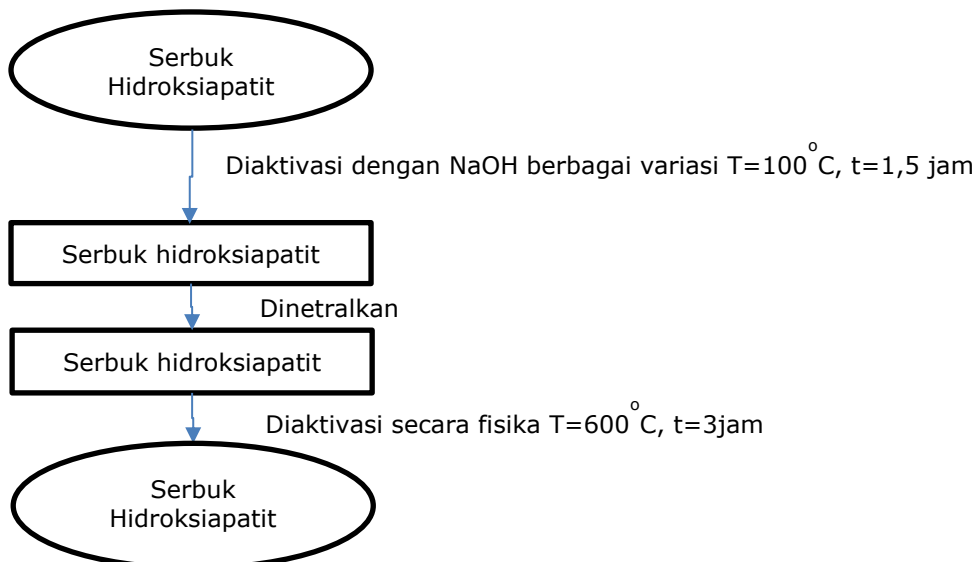 Serbuk
Hidroksiapatit
Diaktivasi dengan NaOH berbagai variasi T=100°C, t=1,5 jam
Serbuk hidroksiapatit
Dinetralkan
Serbuk hidroksiapatit
Diaktivasi secara fisika T=600°C, t=3jam
Serbuk
Hidroksiapatit